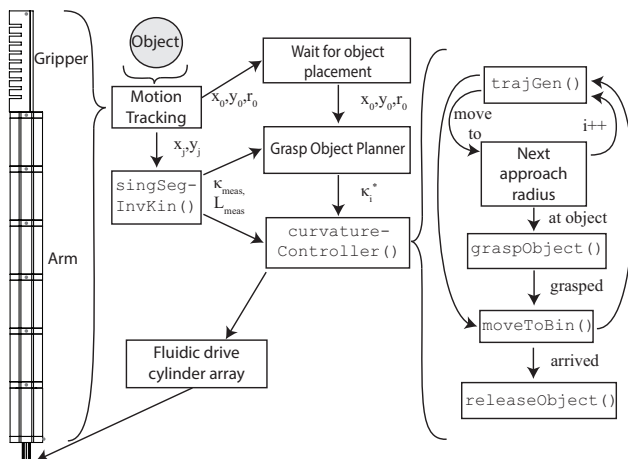 Gripper
Arm
Object
Motion
Tracking
x₀,y₀,r₀
xⱼ,yⱼ
singSeg-
InvKin()
κ_meas,
L_meas
Wait for object
placement
x₀,y₀,r₀
Grasp Object Planner
κᵢ*
curvature-
Controller()
Fluidic drive
cylinder array
trajGen()
move
to
i++
Next
approach
radius
at object
graspObject()
grasped
moveToBin()
arrived
releaseObject()